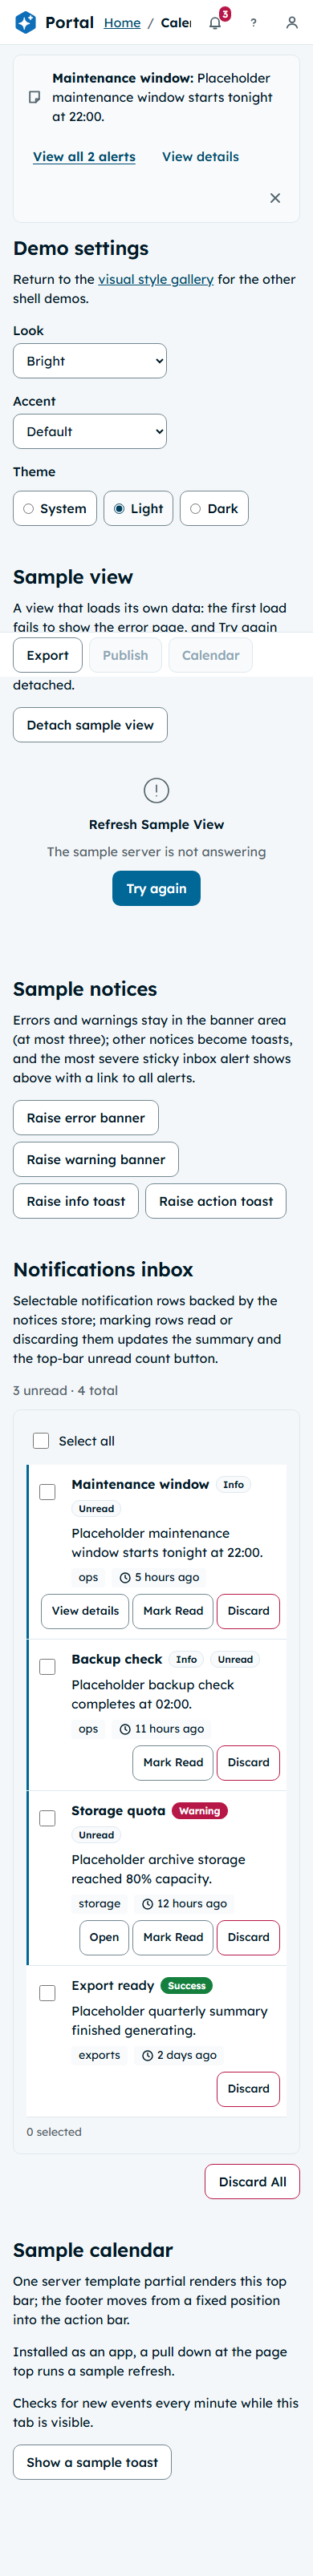 Portal Home / Caler 3 ?
Maintenance window: Placeholder
maintenance window starts tonight
at 22:00.
View all 2 alerts View details
Demo settings
Return to the visual style gallery for the other
shell demos.
Look
Bright
Accent
Default
Theme
System Light Dark
Sample view
A view that loads its own data: the first load
fails to show the error page, and Try again
Export Publish Calendar
detached.
Detach sample view
Refresh Sample View
The sample server is not answering
Try again
Sample notices
Errors and warnings stay in the banner area
(at most three); other notices become toasts,
and the most severe sticky inbox alert shows
above with a link to all alerts.
Raise error banner
Raise warning banner
Raise info toast Raise action toast
Notifications inbox
Selectable notification rows backed by the
notices store; marking rows read or
discarding them updates the summary and
the top-bar unread count button.
3 unread · 4 total
Select all
Maintenance window Info
Unread
Placeholder maintenance
window starts tonight at 22:00.
ops 5 hours ago
View details Mark Read Discard
Backup check Info Unread
Placeholder backup check
completes at 02:00.
ops 11 hours ago
Mark Read Discard
Storage quota Warning
Unread
Placeholder archive storage
reached 80% capacity.
storage 12 hours ago
Open Mark Read Discard
Export ready Success
Placeholder quarterly summary
finished generating.
exports 2 days ago
Discard
0 selected
Discard All
Sample calendar
One server template partial renders this top
bar; the footer moves from a fixed position
into the action bar.
Installed as an app, a pull down at the page
top runs a sample refresh.
Checks for new events every minute while this
tab is visible.
Show a sample toast